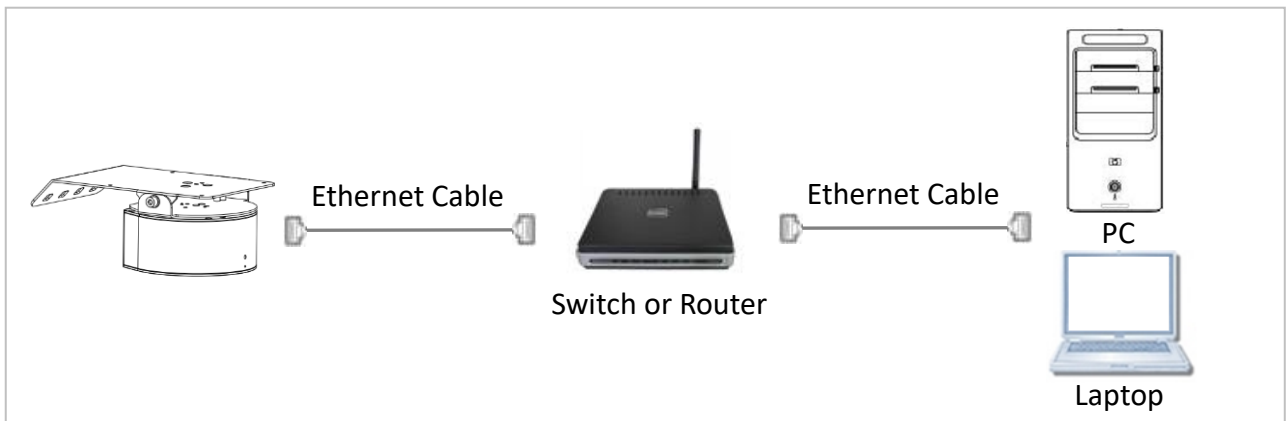 Ethernet Cable
Switch or Router
Ethernet Cable
PC
Laptop